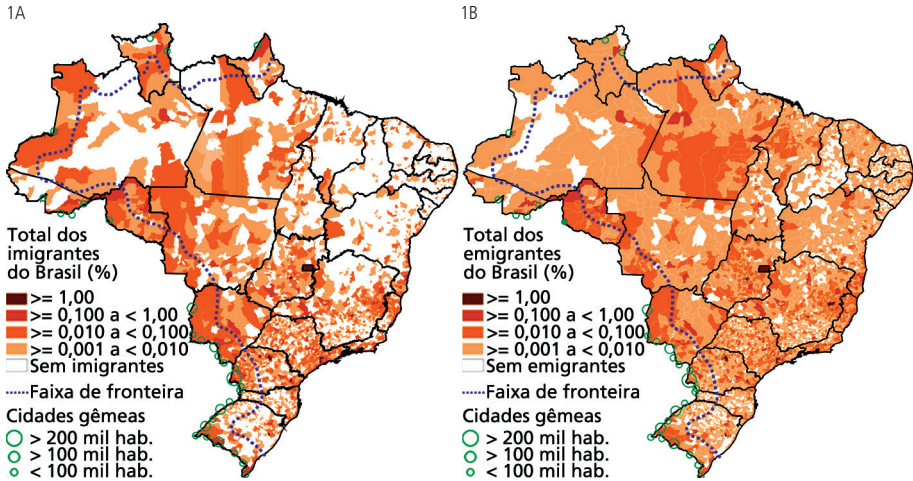 1A
Total dos
imigrantes
do Brasil (%)
>= 1,00
>= 0,100 a < 1,00
>= 0,010 a < 0,100
>= 0,001 a < 0,010
Sem imigrantes
Faixa de fronteira
Cidades gêmeas
> 200 mil hab.
> 100 mil hab.
< 100 mil hab.
1B
Total dos
emigrantes
do Brasil (%)
>= 1,00
>= 0,100 a < 1,00
>= 0,010 a < 0,100
>= 0,001 a < 0,010
Sem emigrantes
Faixa de fronteira
Cidades gêmeas
> 200 mil hab.
> 100 mil hab.
< 100 mil hab.